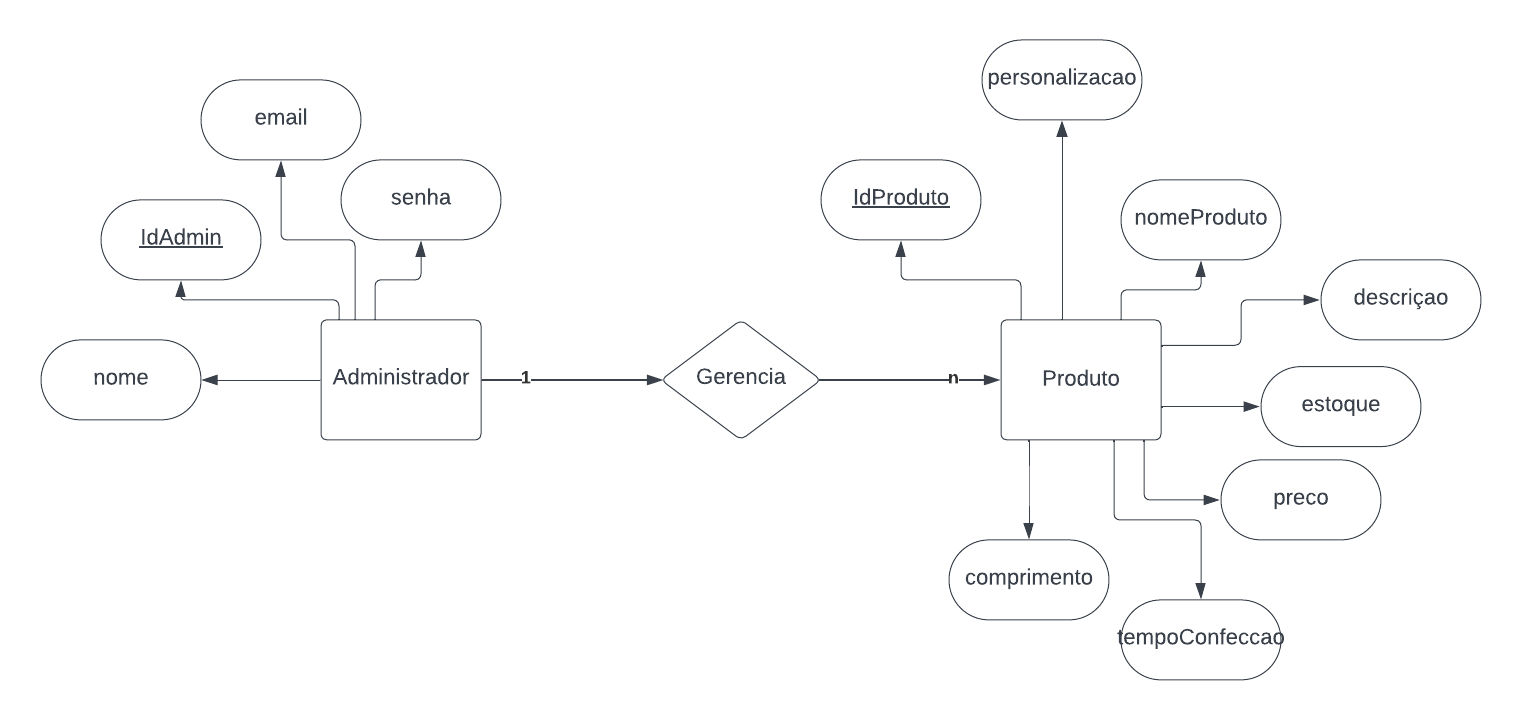 personalizacao
email
senha
IdProduto
nomeProduto
IdAdmin
descriçao
nome
Administrador
1
Gerencia
n
Produto
estoque
preco
comprimento
tempoConfeccao